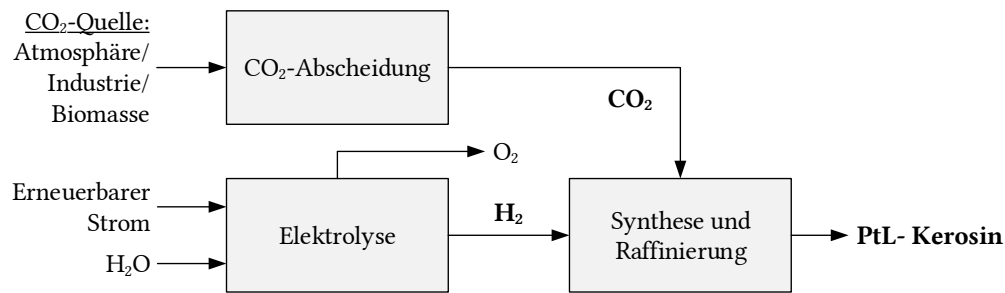 CO₂-Quelle:
Atmosphäre/
Industrie/
Biomasse
CO₂-Abscheidung
CO₂
O₂
Erneuerbarer
Strom
H₂O
Elektrolyse
H₂
Synthese und
Raffinierung
PtL- Kerosin